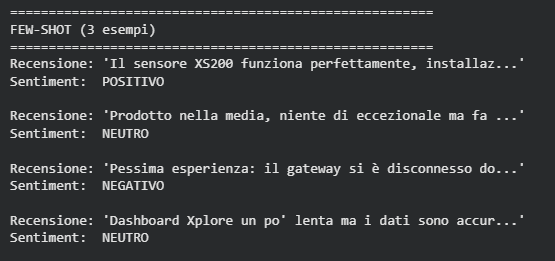 ======================================================
FEW-SHOT (3 esempi)
======================================================
Recensione: 'Il sensore XS200 funziona perfettamente, installaz...'
Sentiment:  POSITIVO

Recensione: 'Prodotto nella media, niente di eccezionale ma fa ...'
Sentiment:  NEUTRO

Recensione: 'Pessima esperienza: il gateway si è disconnesso do...'
Sentiment:  NEGATIVO

Recensione: 'Dashboard Xplore un po' lenta ma i dati sono accur...'
Sentiment:  NEUTRO